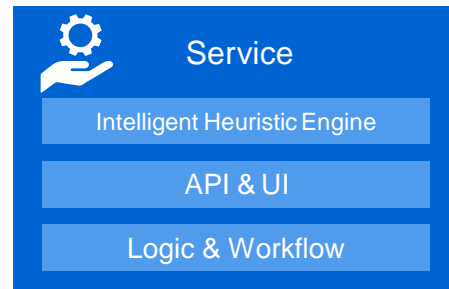 Service
Intelligent Heuristic Engine
API & UI
Logic & Workflow